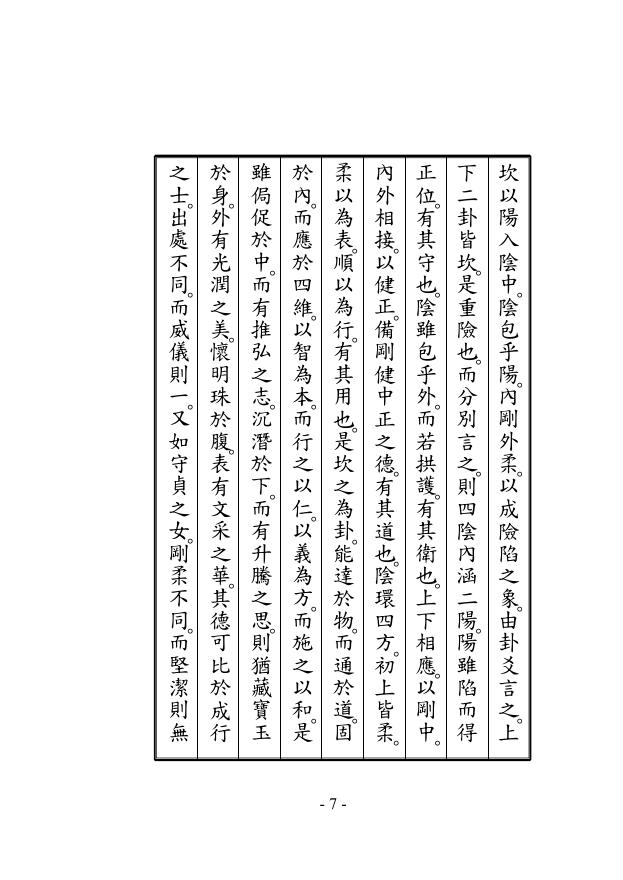 坎以陽入陰中。陰包乎陽。內剛外柔。以成險陷之象。由卦爻言之。上
下二卦皆坎。是重險也。而分別言之。則四陰內涵二陽。陽雖陷而得
正位。有其守也。陰雖包乎外。而若拱護。有其衛也。上下相應。以剛中。
內外相接。以健正。備剛健中正之德。有其道也。陰環四方。初上皆柔。
柔以為表。順以為行。有其用也。是坎之為卦。能達於物。而通於道。固
於內。而應於四維。以智為本。而行之以仁。以義為方。而施之以和。是
雖侷促於中。而有推弘之志。沉潛於下。而有升騰之思。則猶藏寶玉
於身。外有光潤之美。懷明珠於腹。表有文采之華。其德可比於成行
之士。出處不同。而威儀則一。又如守貞之女。剛柔不同。而堅潔則無
- 7 -